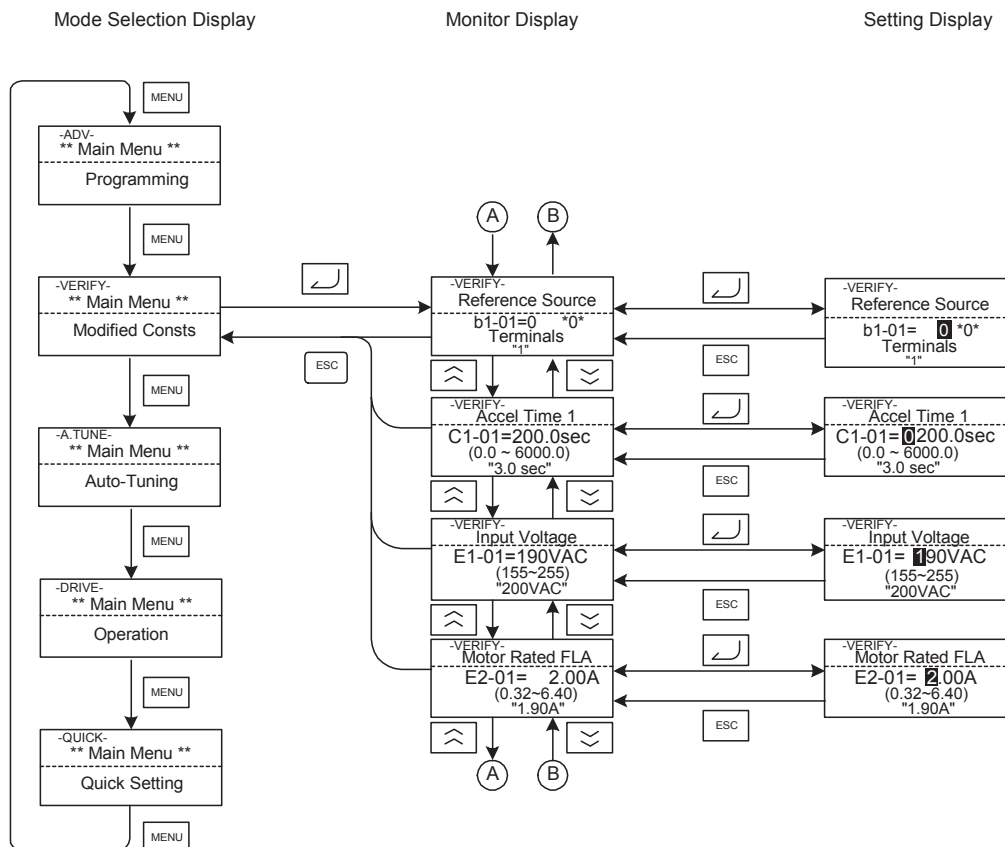 Mode Selection Display
Monitor Display
Setting Display
MENU
-ADV-
** Main Menu **
Programming
MENU
-VERIFY-
** Main Menu **
Modified Consts
MENU
-A.TUNE-
** Main Menu **
Auto-Tuning
MENU
-DRIVE-
** Main Menu **
Operation
MENU
-QUICK-
** Main Menu **
Quick Setting
MENU
ESC
A
B
-VERIFY-
Reference Source
b1-01=0 *0*
Terminals
"1"
-VERIFY-
Accel Time 1
C1-01=200.0sec
(0.0 ~ 6000.0)
"3.0 sec"
-VERIFY-
Input Voltage
E1-01=190VAC
(155~255)
"200VAC"
-VERIFY-
Motor Rated FLA
E2-01= 2.00A
(0.32~6.40)
"1.90A"
A
B
ESC
ESC
ESC
ESC
-VERIFY-
Reference Source
b1-01= 0 *0*
Terminals
"1"
-VERIFY-
Accel Time 1
C1-01=0200.0sec
(0.0 ~ 6000.0)
"3.0 sec"
-VERIFY-
Input Voltage
E1-01= 190VAC
(155~255)
"200VAC"
-VERIFY-
Motor Rated FLA
E2-01= 2.00A
(0.32~6.40)
"1.90A"